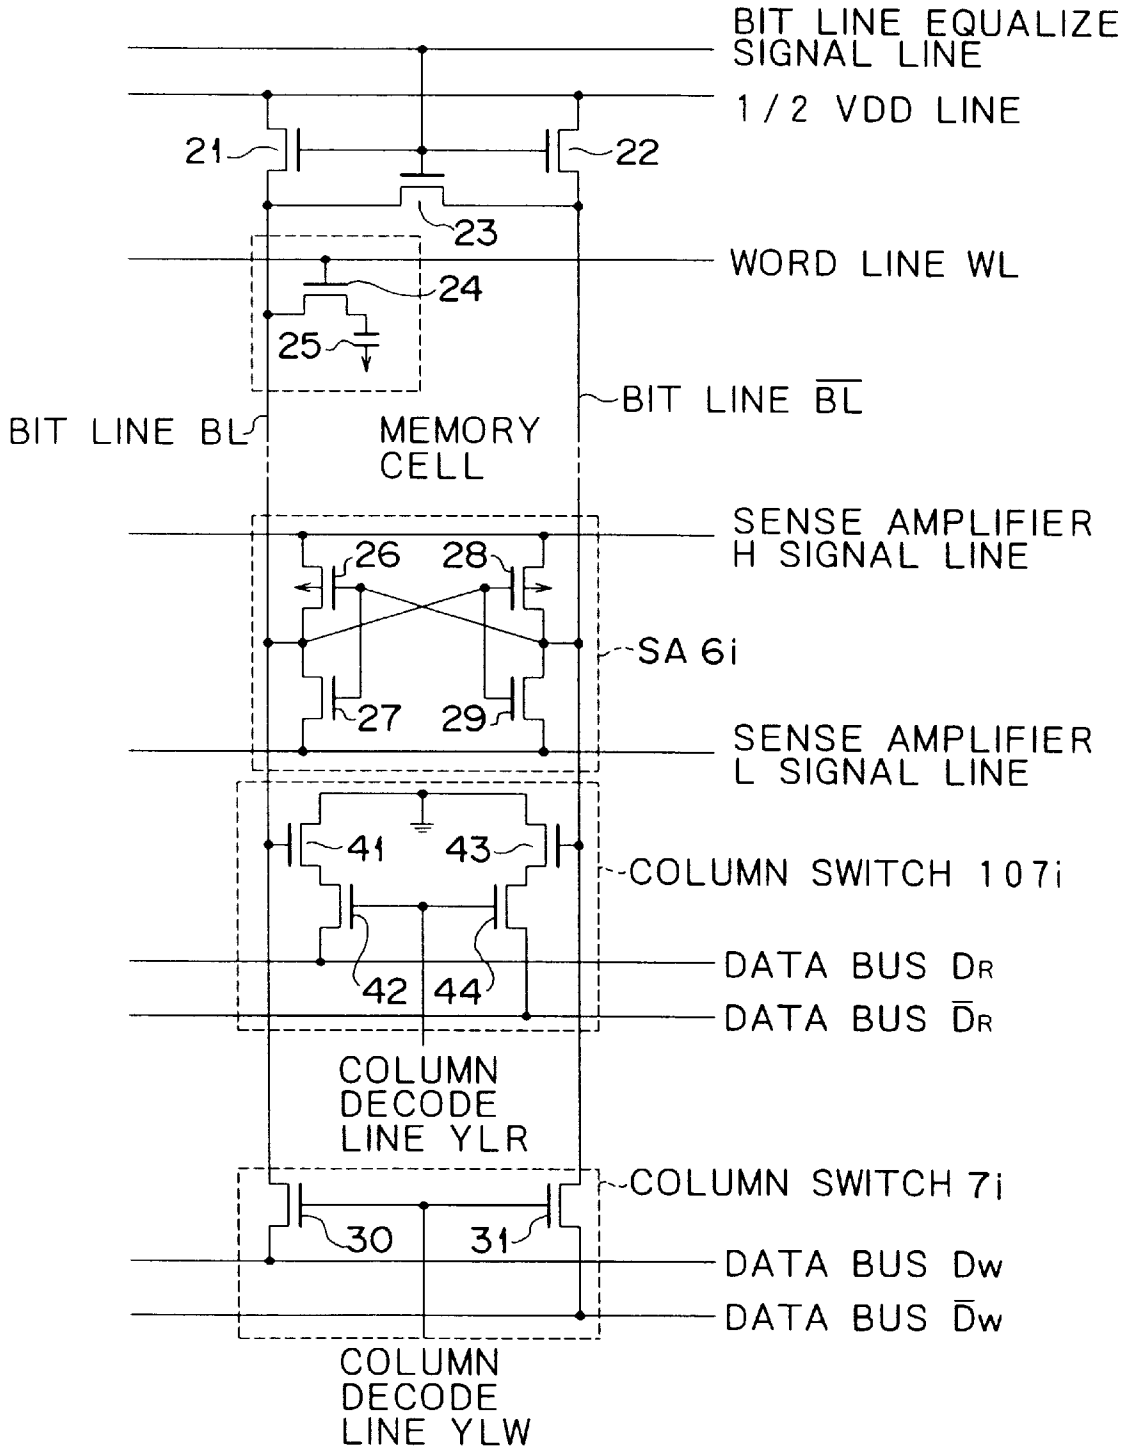 BIT LINE EQUALIZE
SIGNAL LINE
1/2 VDD LINE
21
22
23
WORD LINE WL
24
25
BIT LINE B̅L̅
BIT LINE BL
MEMORY
CELL
SENSE AMPLIFIER
H SIGNAL LINE
26
28
SA 6i
27
29
SENSE AMPLIFIER
L SIGNAL LINE
41
43
COLUMN SWITCH 107i
42
44
DATA BUS DR
DATA BUS D̅R
COLUMN
DECODE
LINE YLR
COLUMN SWITCH 7i
30
31
DATA BUS DW
DATA BUS D̅W
COLUMN
DECODE
LINE YLW